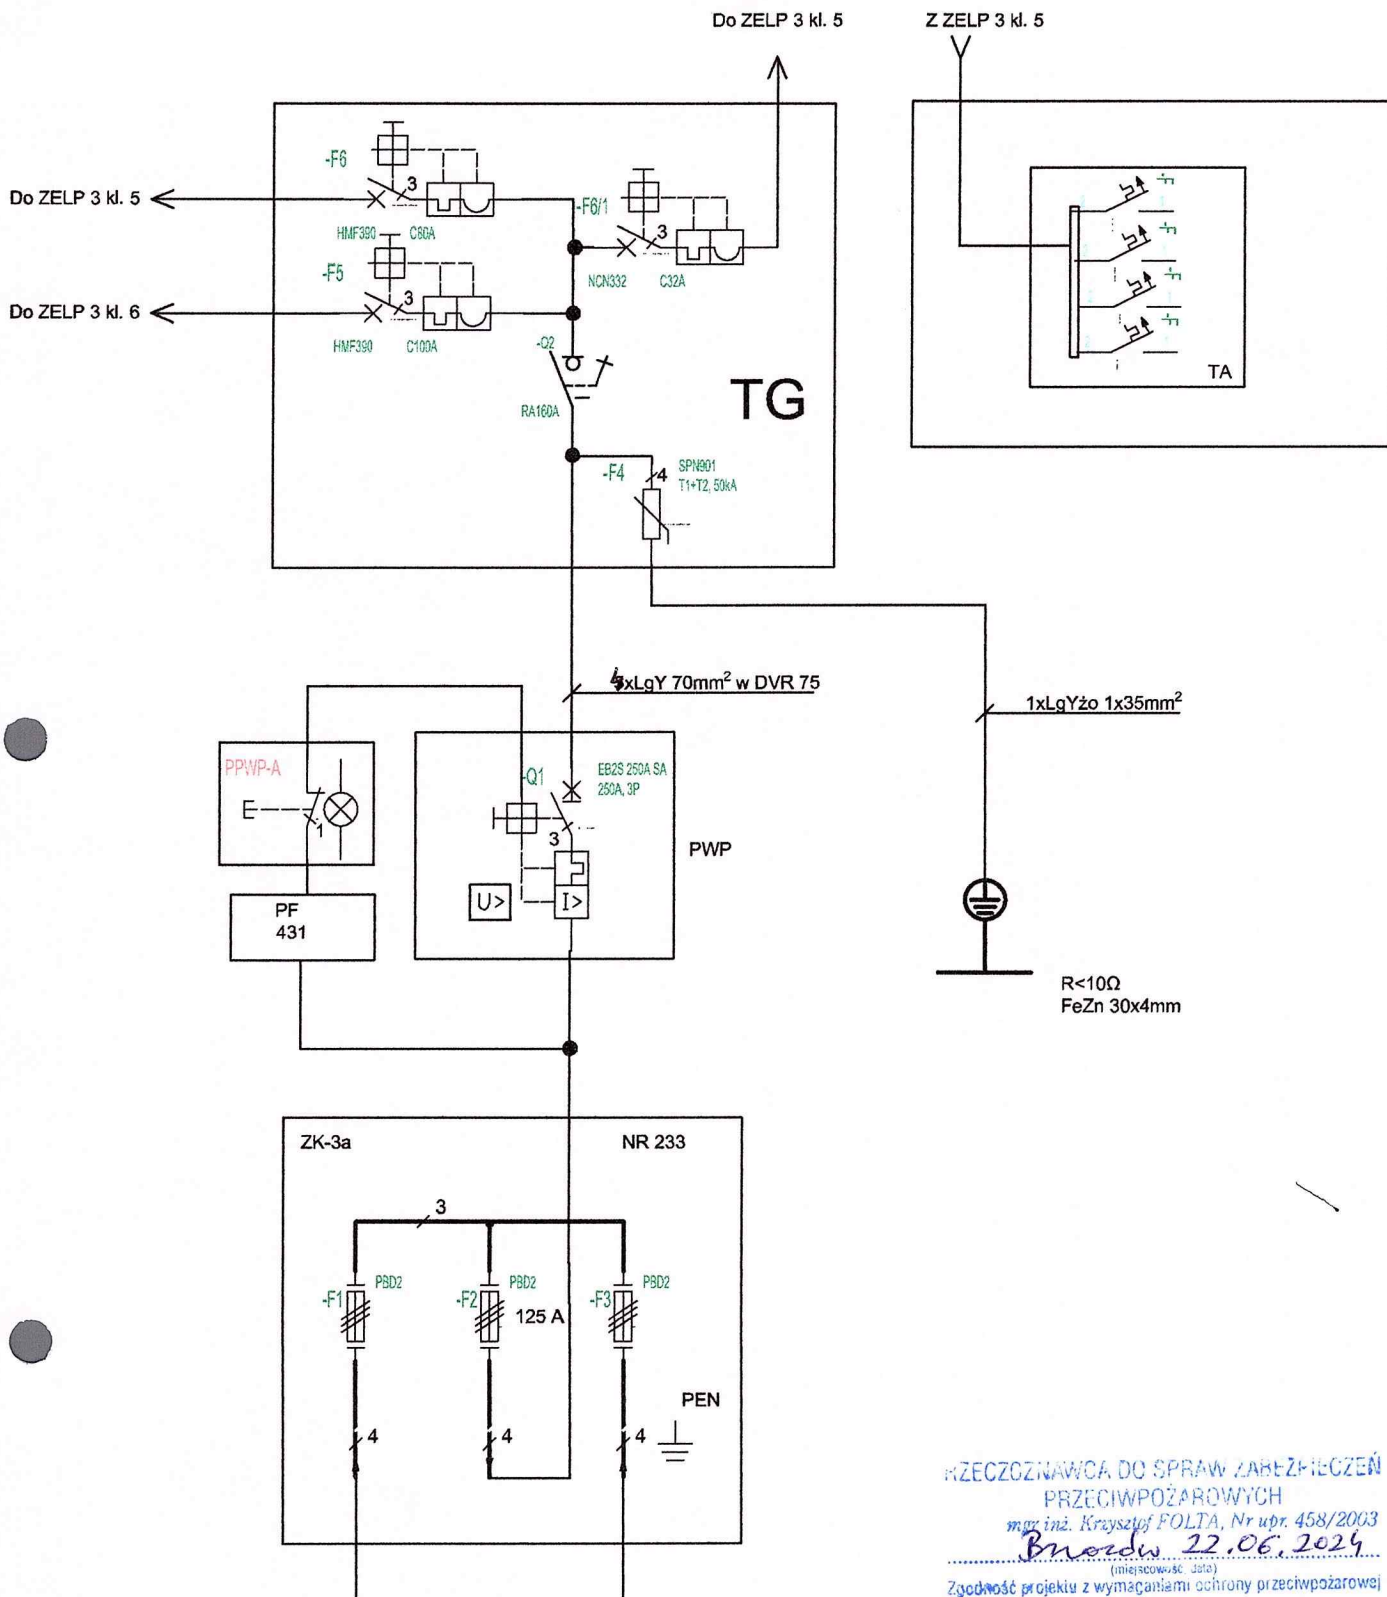 Do ZELP 3 kl. 5
Z ZELP 3 kl. 5
-F6
3
Do ZELP 3 kl. 5
HMF390 C80A
-F6/1
3
NCN332 C32A
-F5
3
Do ZELP 3 kl. 6
HMF390 C100A
-Q2
RA160A
TG
TA
-F4
4
SPN901
T1+T2, 50kA
xLgY 70mm² w DVR 75
1xLgYżo 1x35mm²
PPWP-A
1
-Q1
EB2S 250A SA
250A, 3P
3
PWP
U>
I>
PF
431
R<10Ω
FeZn 30x4mm
ZK-3a
NR 233
3
-F1
PBD2
-F2
PBD2
125 A
-F3
PBD2
PEN
4
4
4
RZECZOZNAWCA DO SPRAW ZABEZPIECZEŃ
PRZECIWPOŻAROWYCH
mgr inż. Krzysztof FOLTA, Nr upr. 458/2003
22.06.2024
(miejscowość, data)
Zgodność projektu z wymaganiami ochrony przeciwpożarowej